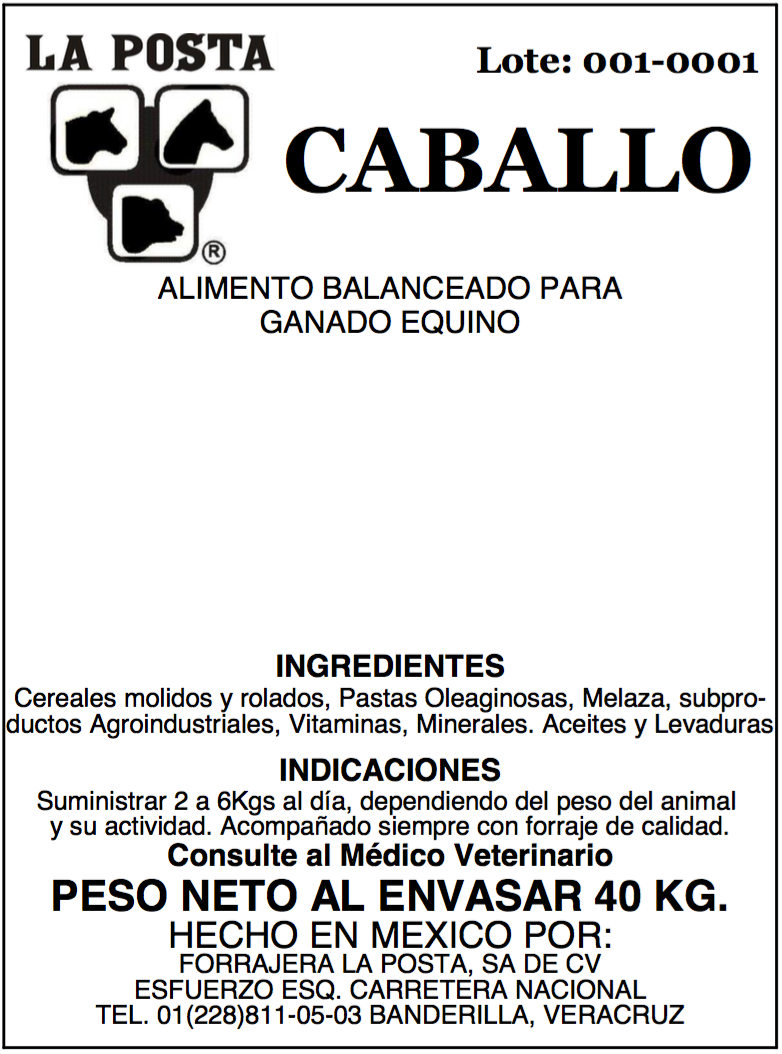 LA POSTA
Lote: 001-0001
CABALLO
®
ALIMENTO BALANCEADO PARA
GANADO EQUINO
INGREDIENTES
Cereales molidos y rolados, Pastas Oleaginosas, Melaza, subpro-
ductos Agroindustriales, Vitaminas, Minerales. Aceites y Levaduras
INDICACIONES
Suministrar 2 a 6Kgs al día, dependiendo del peso del animal
y su actividad. Acompañado siempre con forraje de calidad.
Consulte al Médico Veterinario
PESO NETO AL ENVASAR 40 KG.
HECHO EN MEXICO POR:
FORRAJERA LA POSTA, SA DE CV
ESFUERZO ESQ. CARRETERA NACIONAL
TEL. 01(228)811-05-03 BANDERILLA, VERACRUZ